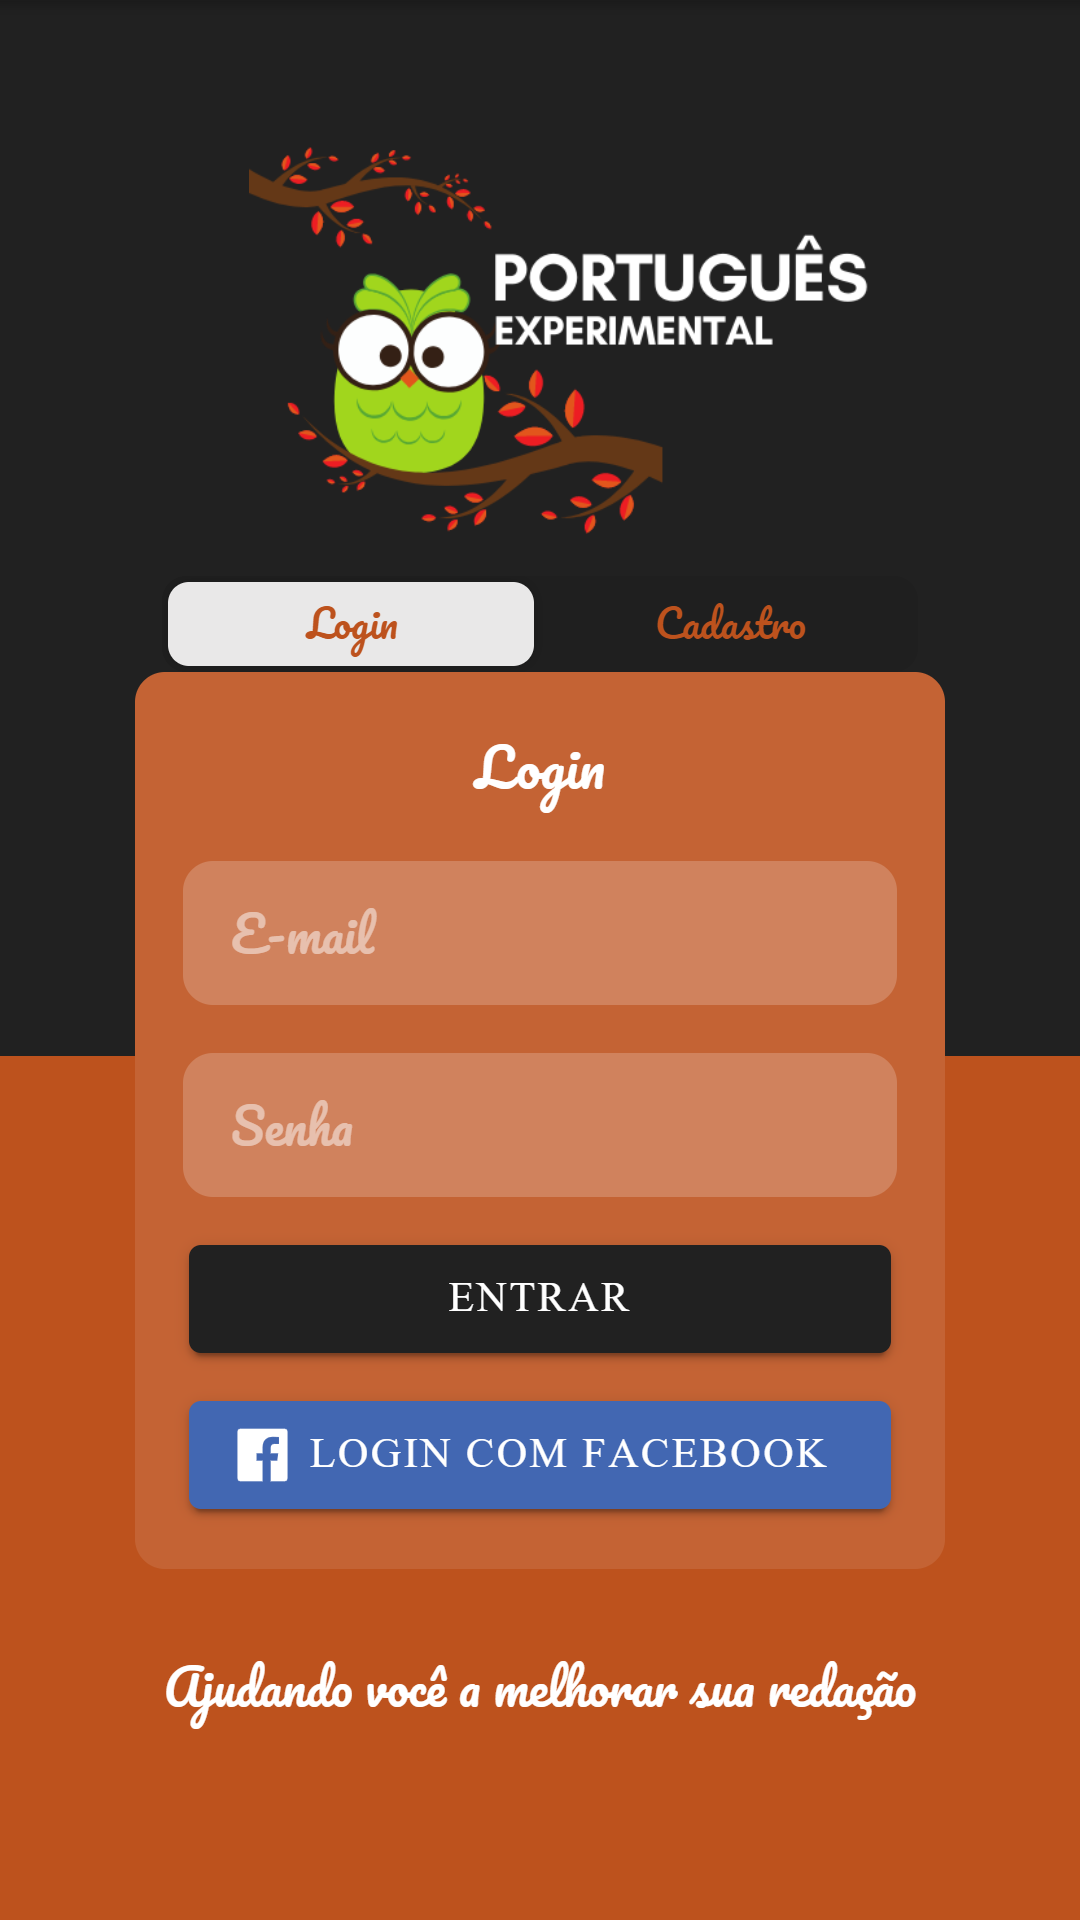 PORTUGUÊS
EXPERIMENTAL
Login
Cadastro
Login
E-mail
Senha
ENTRAR
LOGIN COM FACEBOOK
Ajudando você a melhorar sua redação